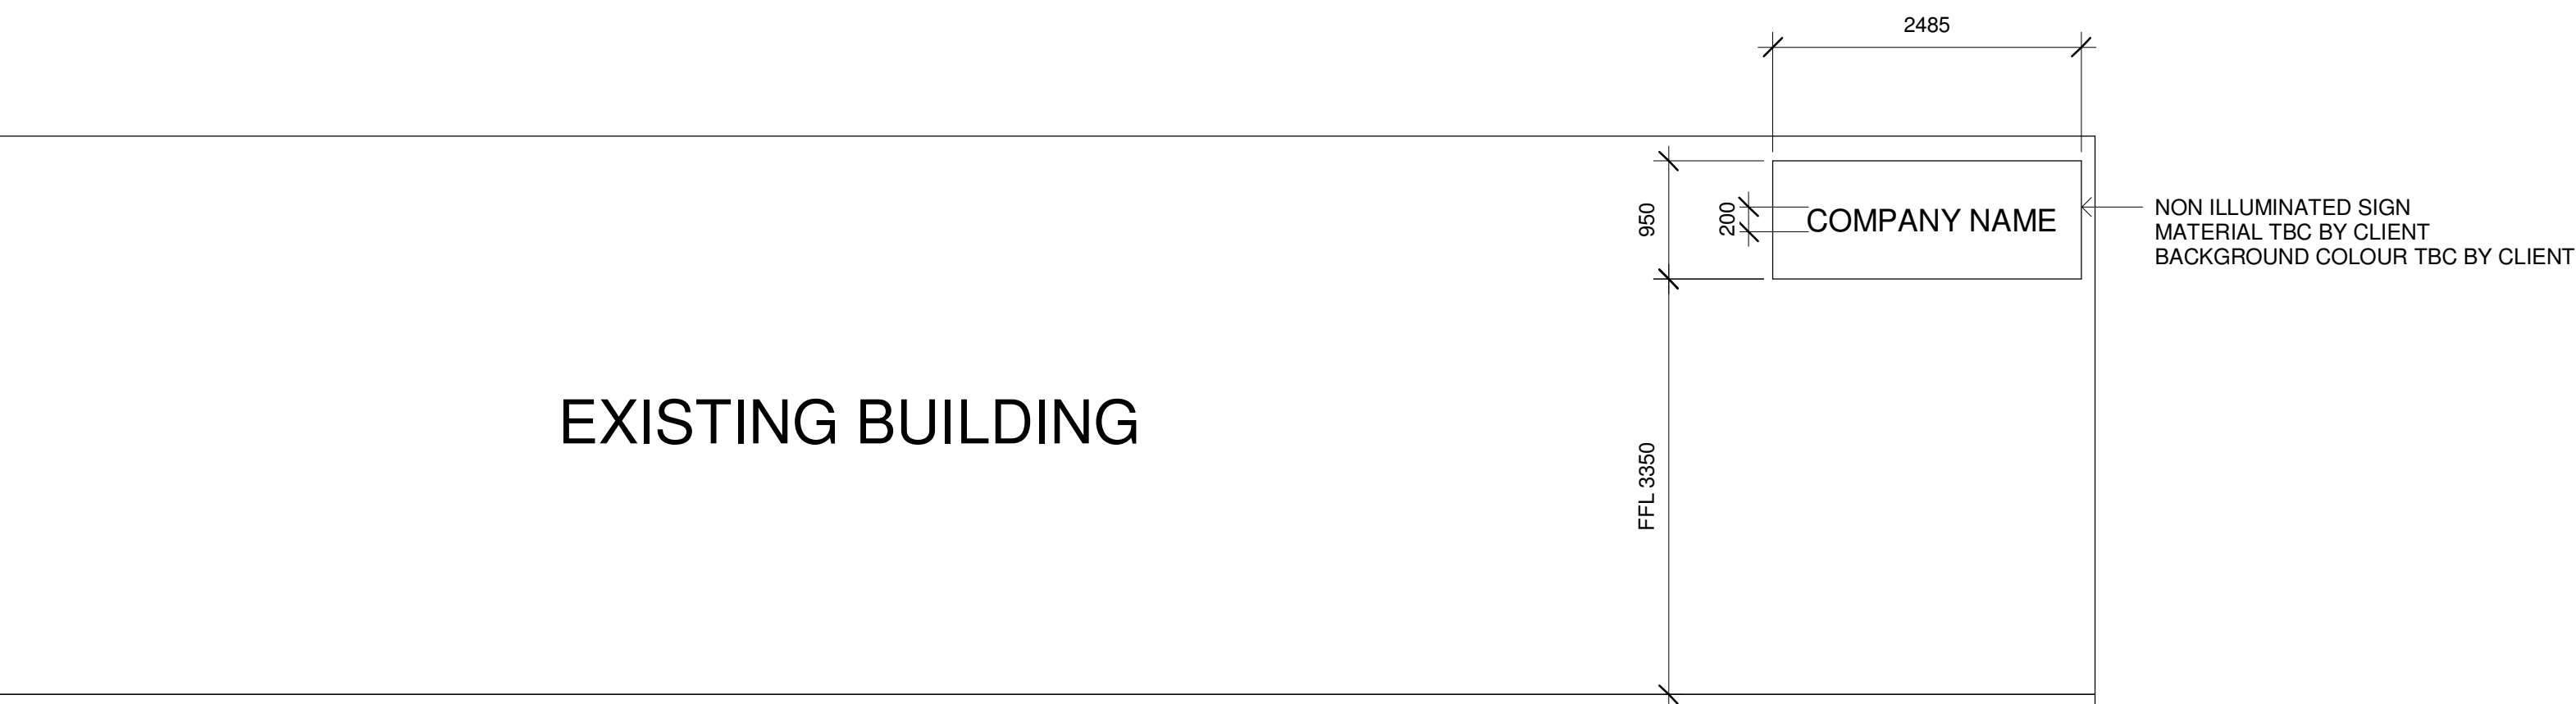 2485
950
200
COMPANY NAME
NON ILLUMINATED SIGN
MATERIAL TBC BY CLIENT
BACKGROUND COLOUR TBC BY CLIENT
EXISTING BUILDING
FFL 3350